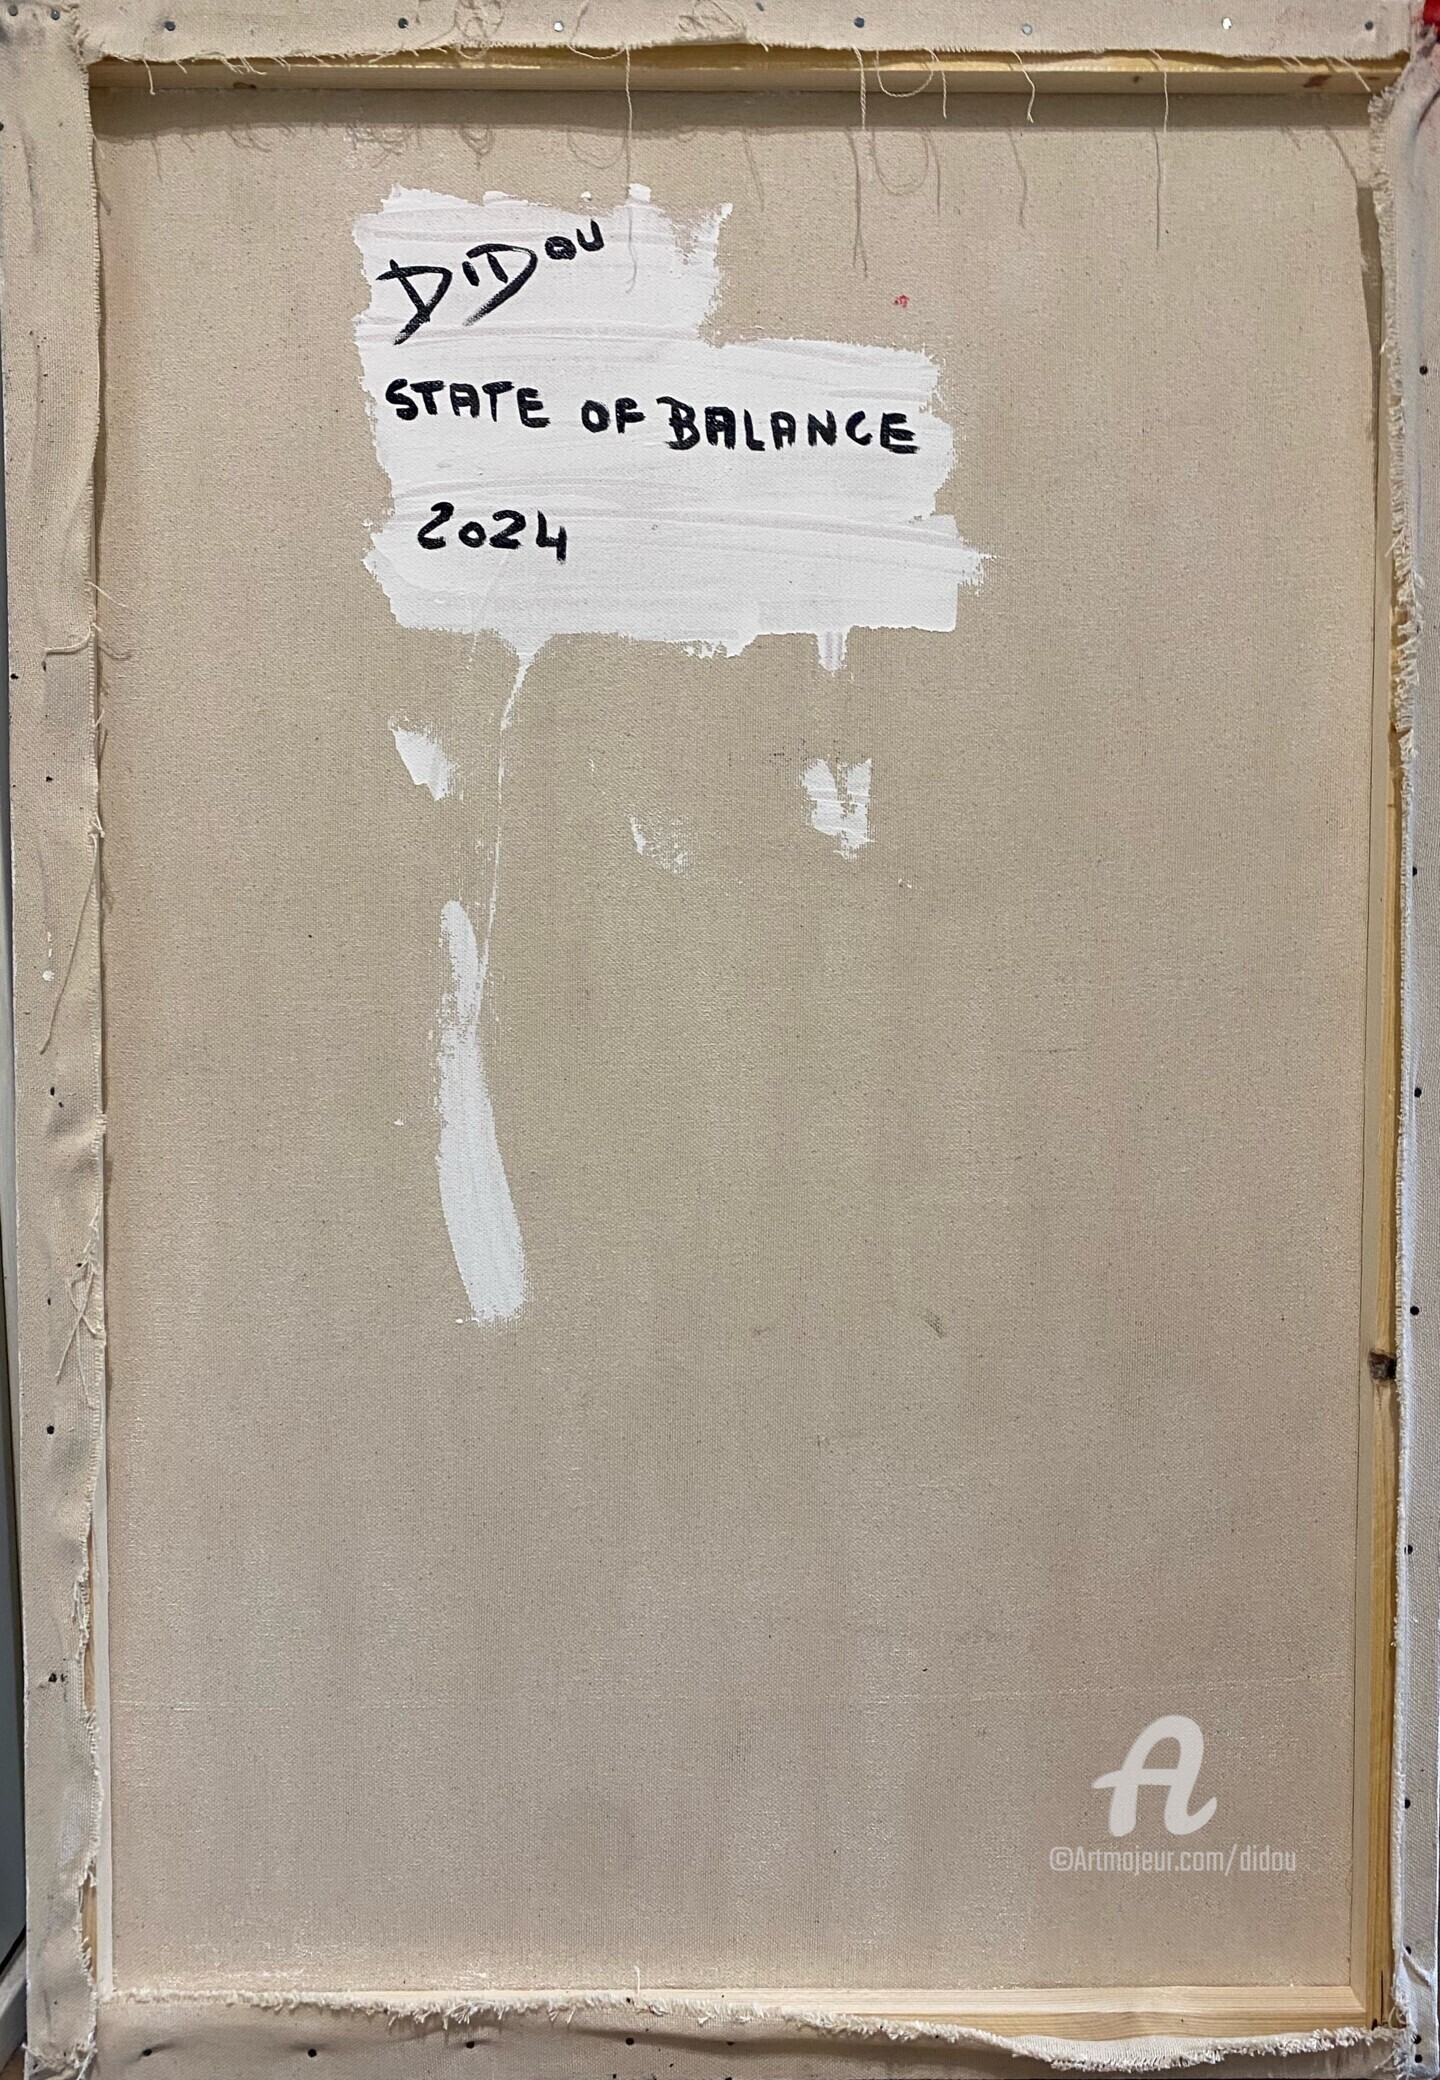 DiDou
STATE OF BALANCE
2024
A
©Artmajeur.com/didou